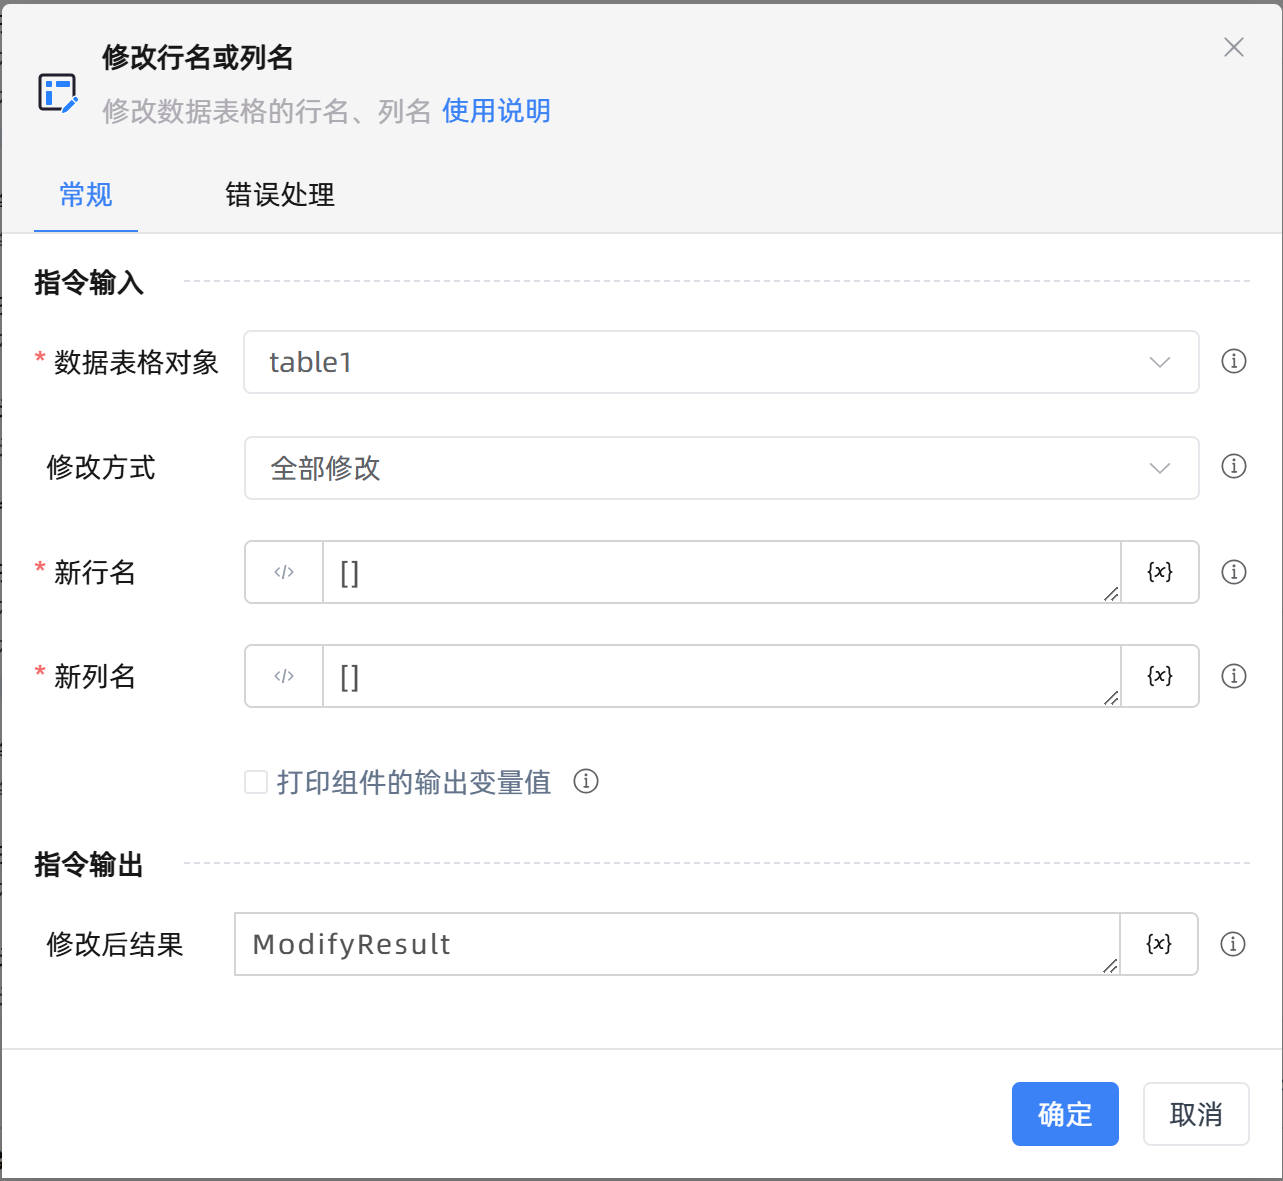 修改行名或列名
修改数据表格的行名、列名 使用说明
常规 错误处理
指令输入
* 数据表格对象 table1
修改方式 全部修改
* 新行名 </> [] {x}
* 新列名 </> [] {x}
打印组件的输出变量值
指令输出
修改后结果 ModifyResult {x}
确定 取消